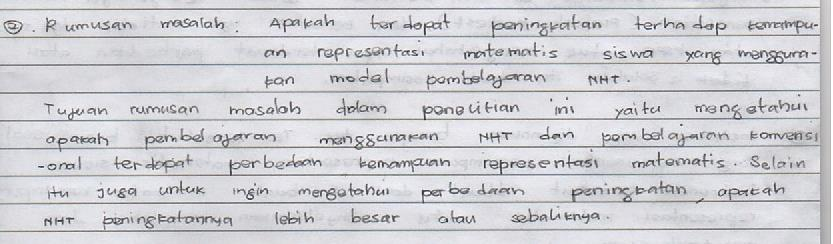 ②. Rumusan masalah : Apakah terdapat peningkatan terhadap kemampu-
an representasi matematis siswa yang mengguna-
kan model pembelajaran NHT.
Tujuan rumusan masalah dalam penelitian ini yaitu mengetahui
apakah pembelajaran menggunakan NHT dan pembelajaran konvensi
-onal terdapat perbedaan kemampuan representasi matematis. Selain
itu juga untuk ingin mengetahui perbedaan peningkatan, apakah
NHT peningkatannya lebih besar atau sebaliknya.